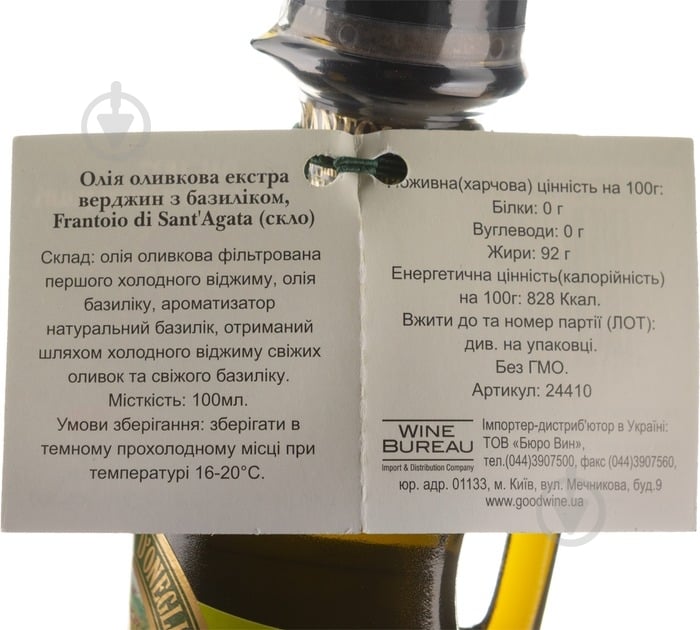 Олія оливкова екстра
верджин з базиліком,
Frantoio di Sant'Agata (скло)
Склад: олія оливкова фільтрована
першого холодного віджиму, олія
базиліку, ароматизатор
натуральний базилік, отриманий
шляхом холодного віджиму свіжих
оливок та свіжого базиліку.
Місткість: 100мл.
Умови зберігання: зберігати в
темному прохолодному місці при
температурі 16-20°С.
Поживна(харчова) цінність на 100г:
Білки: 0 г
Вуглеводи: 0 г
Жири: 92 г
Енергетична цінність(калорійність)
на 100г: 828 Ккал.
Вжити до та номер партії (ЛОТ):
див. на упаковці.
Без ГМО.
Артикул: 24410
WINE
BUREAU
Import & Distribution Company
Імпортер-дистриб'ютор в Україні:
ТОВ «Бюро Вин»,
тел.(044)3907500, факс (044)3907560,
юр. адр. 01133, м. Київ, вул. Мечникова, буд.9
www.goodwine.ua